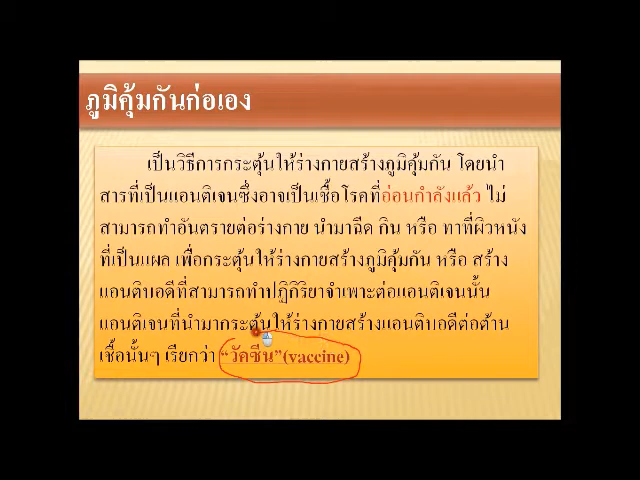 ภูมิคุ้มกันก่อเอง
เป็นวิธีการกระตุ้นให้ร่างกายสร้างภูมิคุ้มกัน โดยนำ
สารที่เป็นแอนติเจนซึ่งอาจเป็นเชื้อโรคที่อ่อนกำลังแล้ว ไม่
สามารถทำอันตรายต่อร่างกาย นำมาฉีด กิน หรือ ทาที่ผิวหนัง
ที่เป็นแผล เพื่อกระตุ้นให้ร่างกายสร้างภูมิคุ้มกัน หรือ สร้าง
แอนติบอดีที่สามารถทำปฏิกิริยาจำเพาะต่อแอนติเจนนั้น
แอนติเจนที่นำมากระตุ้นให้ร่างกายสร้างแอนติบอดีต่อต้าน
เชื้อนั้นๆ เรียกว่า “วัคซีน”(vaccine)